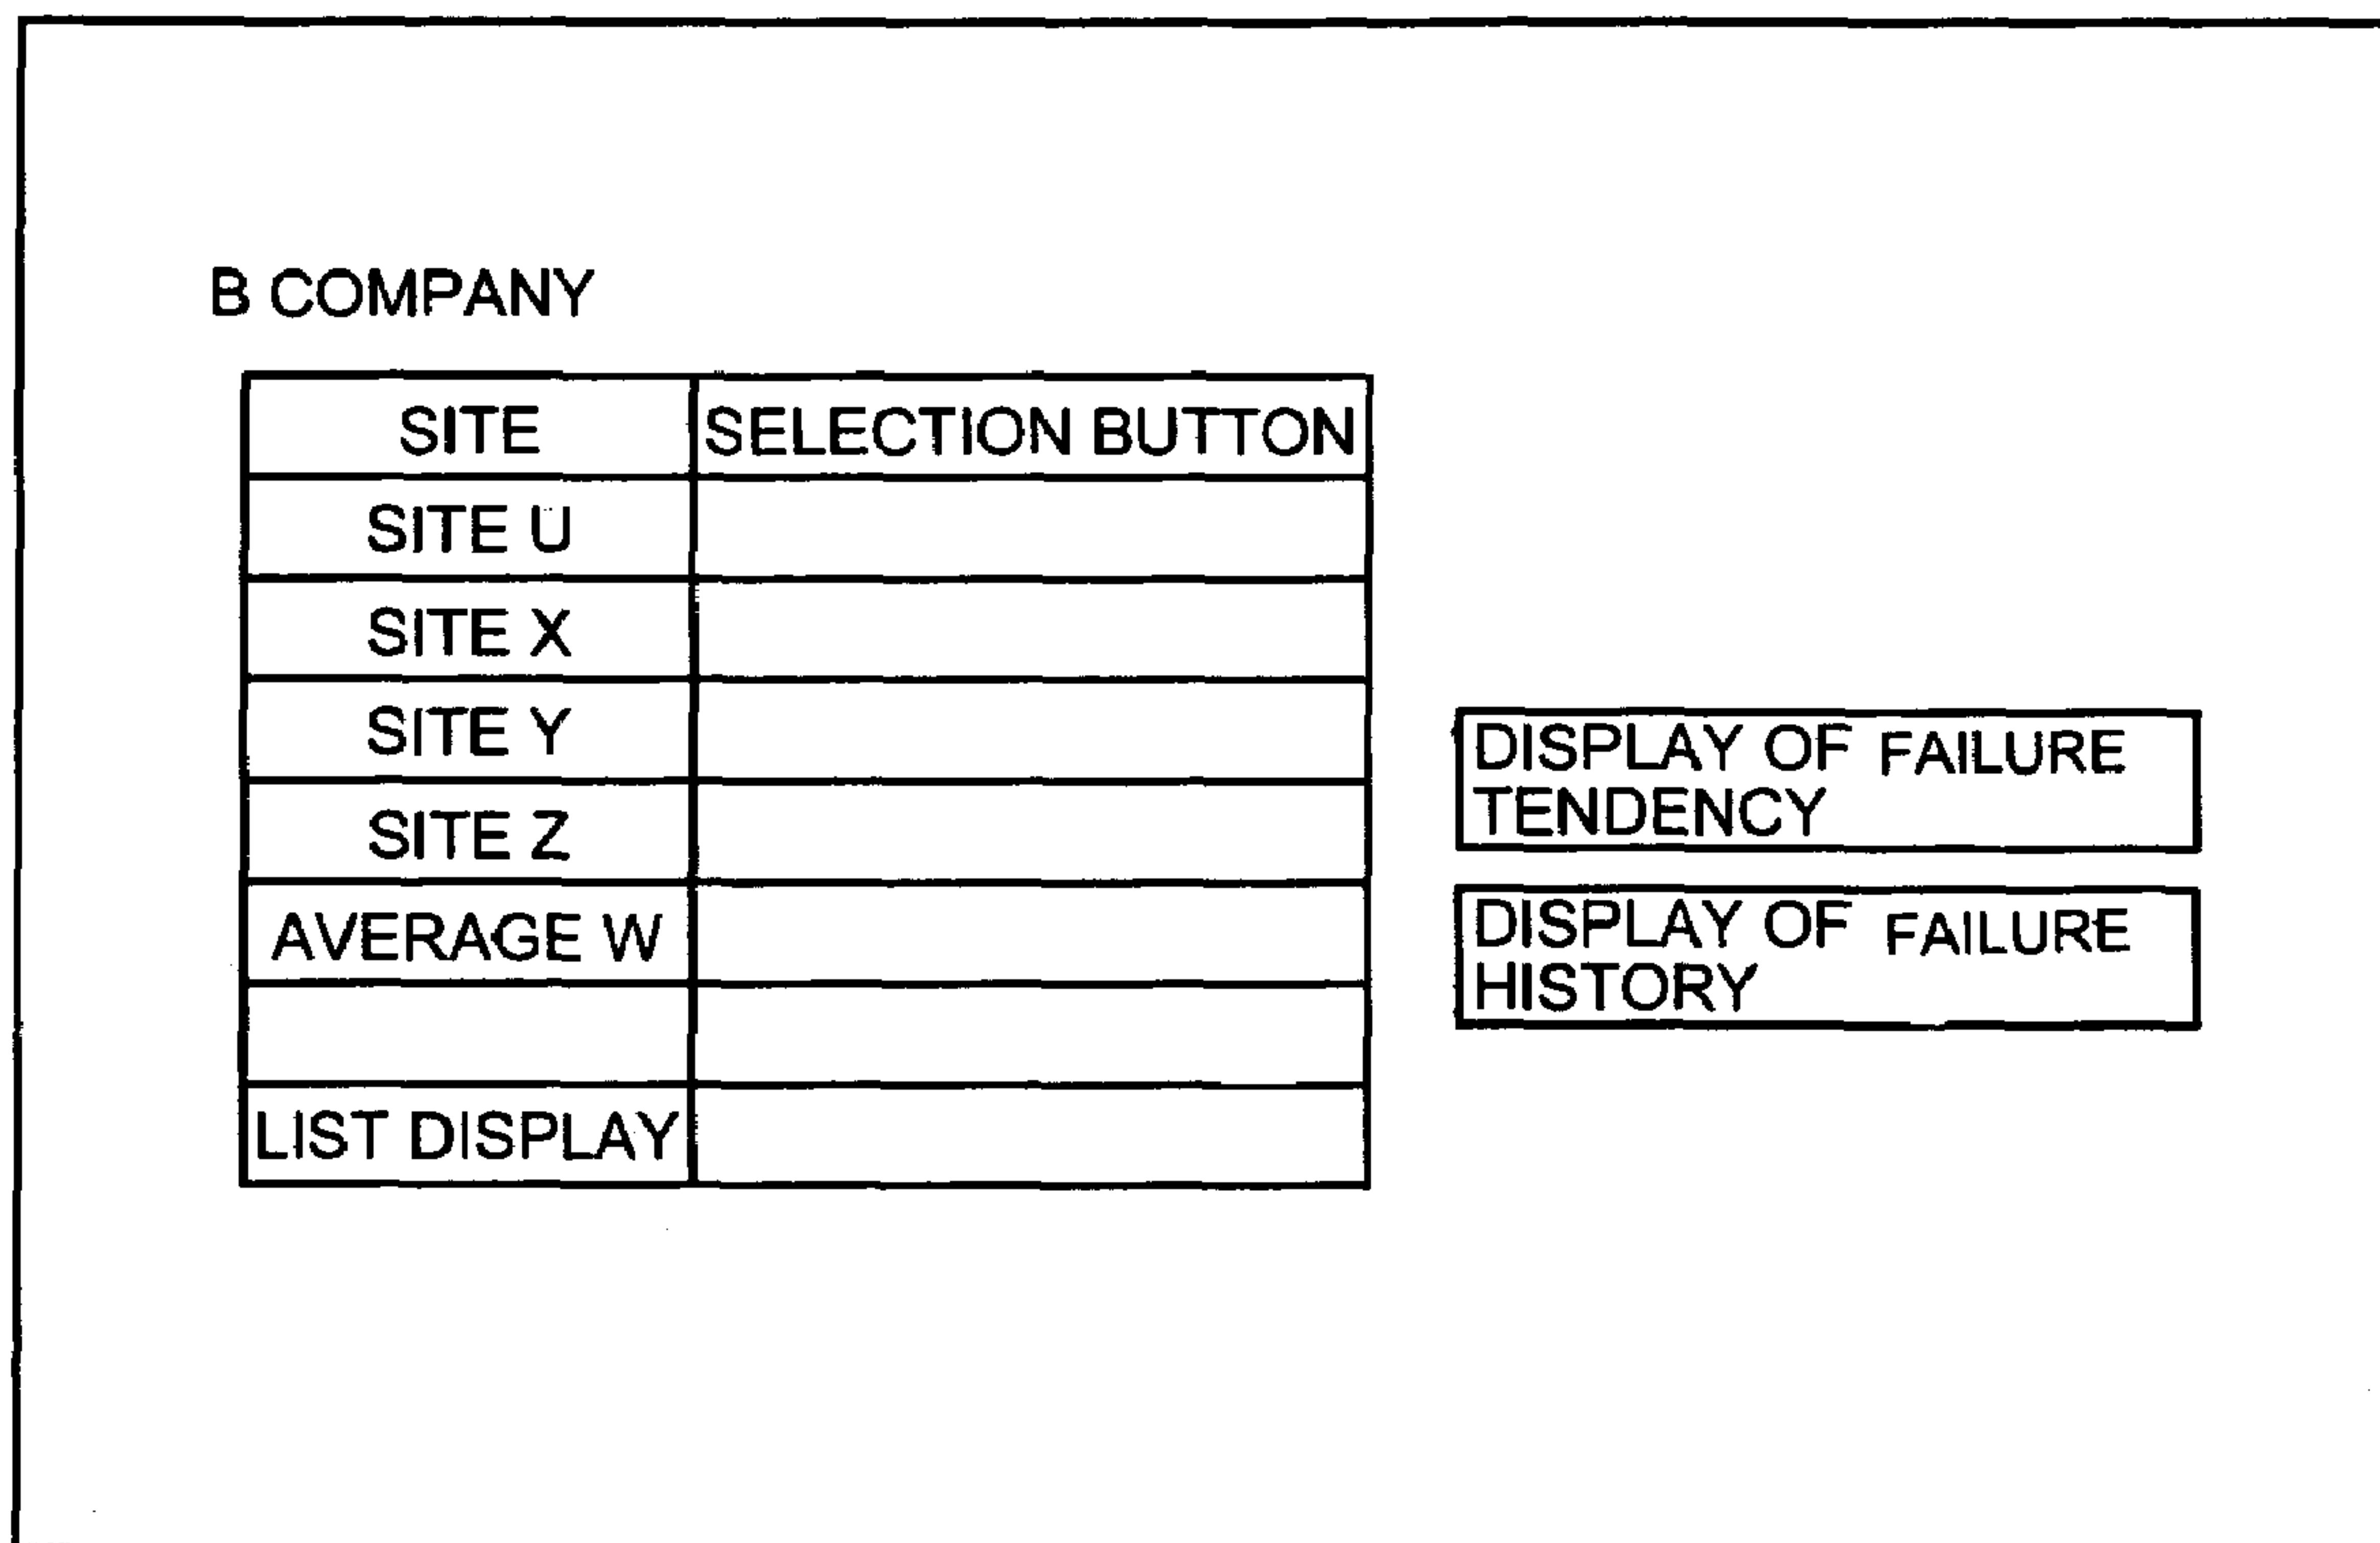 B COMPANY
SITE SELECTION BUTTON
SITE U
SITE X
SITE Y
SITE Z
AVERAGE W
LIST DISPLAY
DISPLAY OF FAILURE
TENDENCY
DISPLAY OF FAILURE
HISTORY